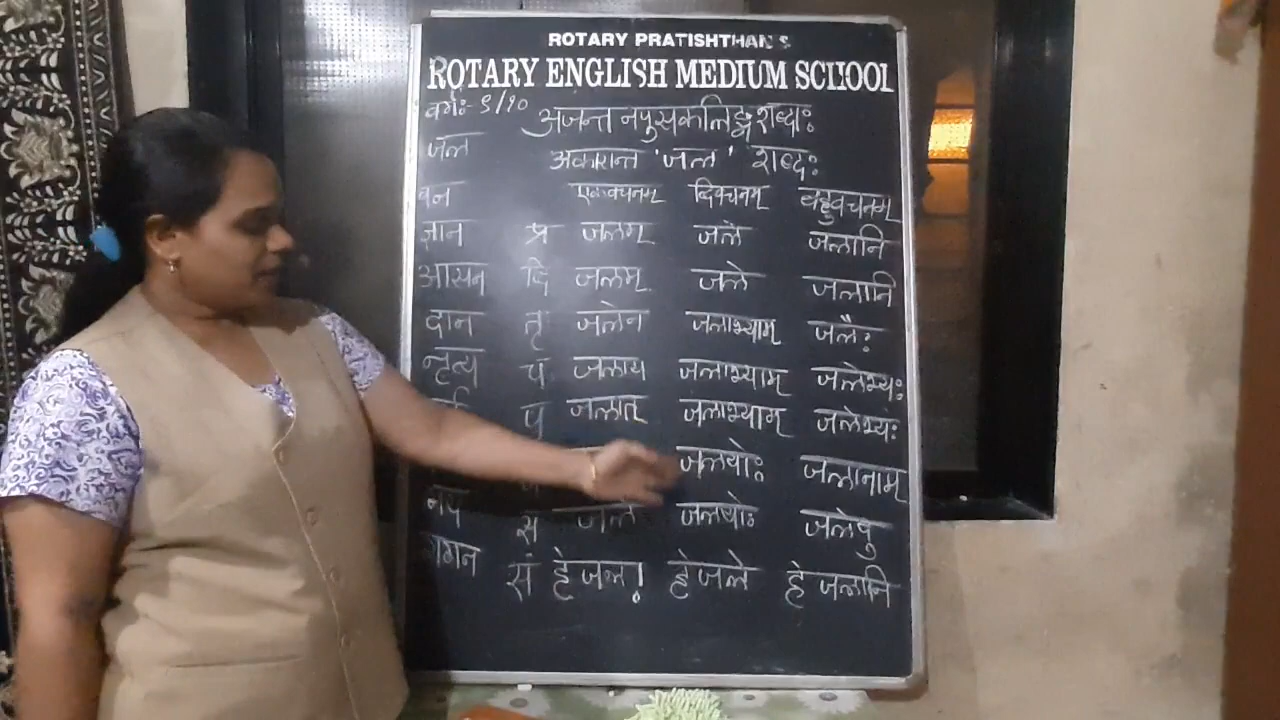 ROTARY PRATISHTHAN'S
ROTARY ENGLISH MEDIUM SCHOOL
वर्गः- ९/१०
अजन्त नपुसकलिङ्ग शब्दाः
जल
अकारान्त 'जल' शब्दः
वन एकवचनम् द्विवचनम् बहुवचनम्
ज्ञान प्र जलम् जले जलानि
आसन द्वि जलम् जले जलानि
दान तृ जलेन जलाभ्याम् जलैः
नृत्य च जलाय जलाभ्याम् जलेभ्यः
प जलात् जलाभ्याम् जलेभ्यः
जलयोः जलानाम्
स जले जलयोः जलेषु
गगन सं हे जल! हे जले हे जलानि